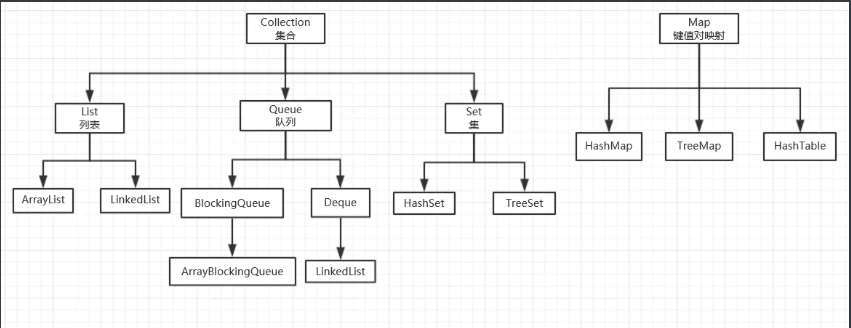 Collection
集合
Map
键值对映射
List
列表
Queue
队列
Set
集
HashMap
TreeMap
HashTable
ArrayList
LinkedList
BlockingQueue
Deque
HashSet
TreeSet
ArrayBlockingQueue
LinkedList